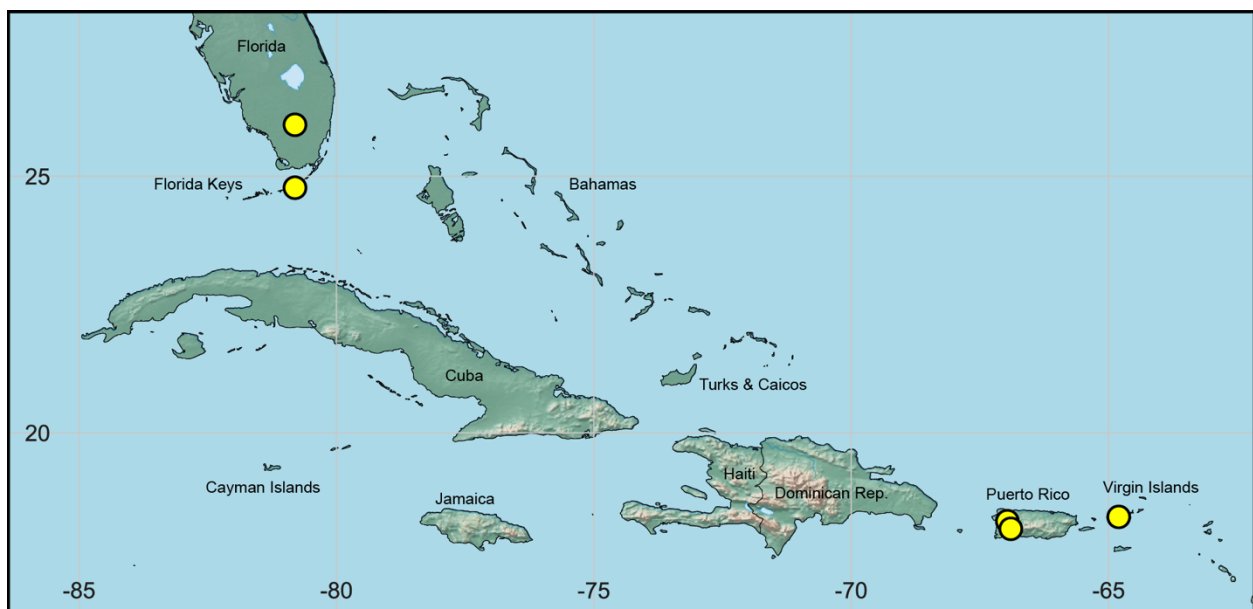 Florida
Florida Keys
25
Bahamas
Cuba
Turks & Caicos
20
Cayman Islands
Jamaica
Haiti
Dominican Rep.
Puerto Rico
Virgin Islands
-85
-80
-75
-70
-65